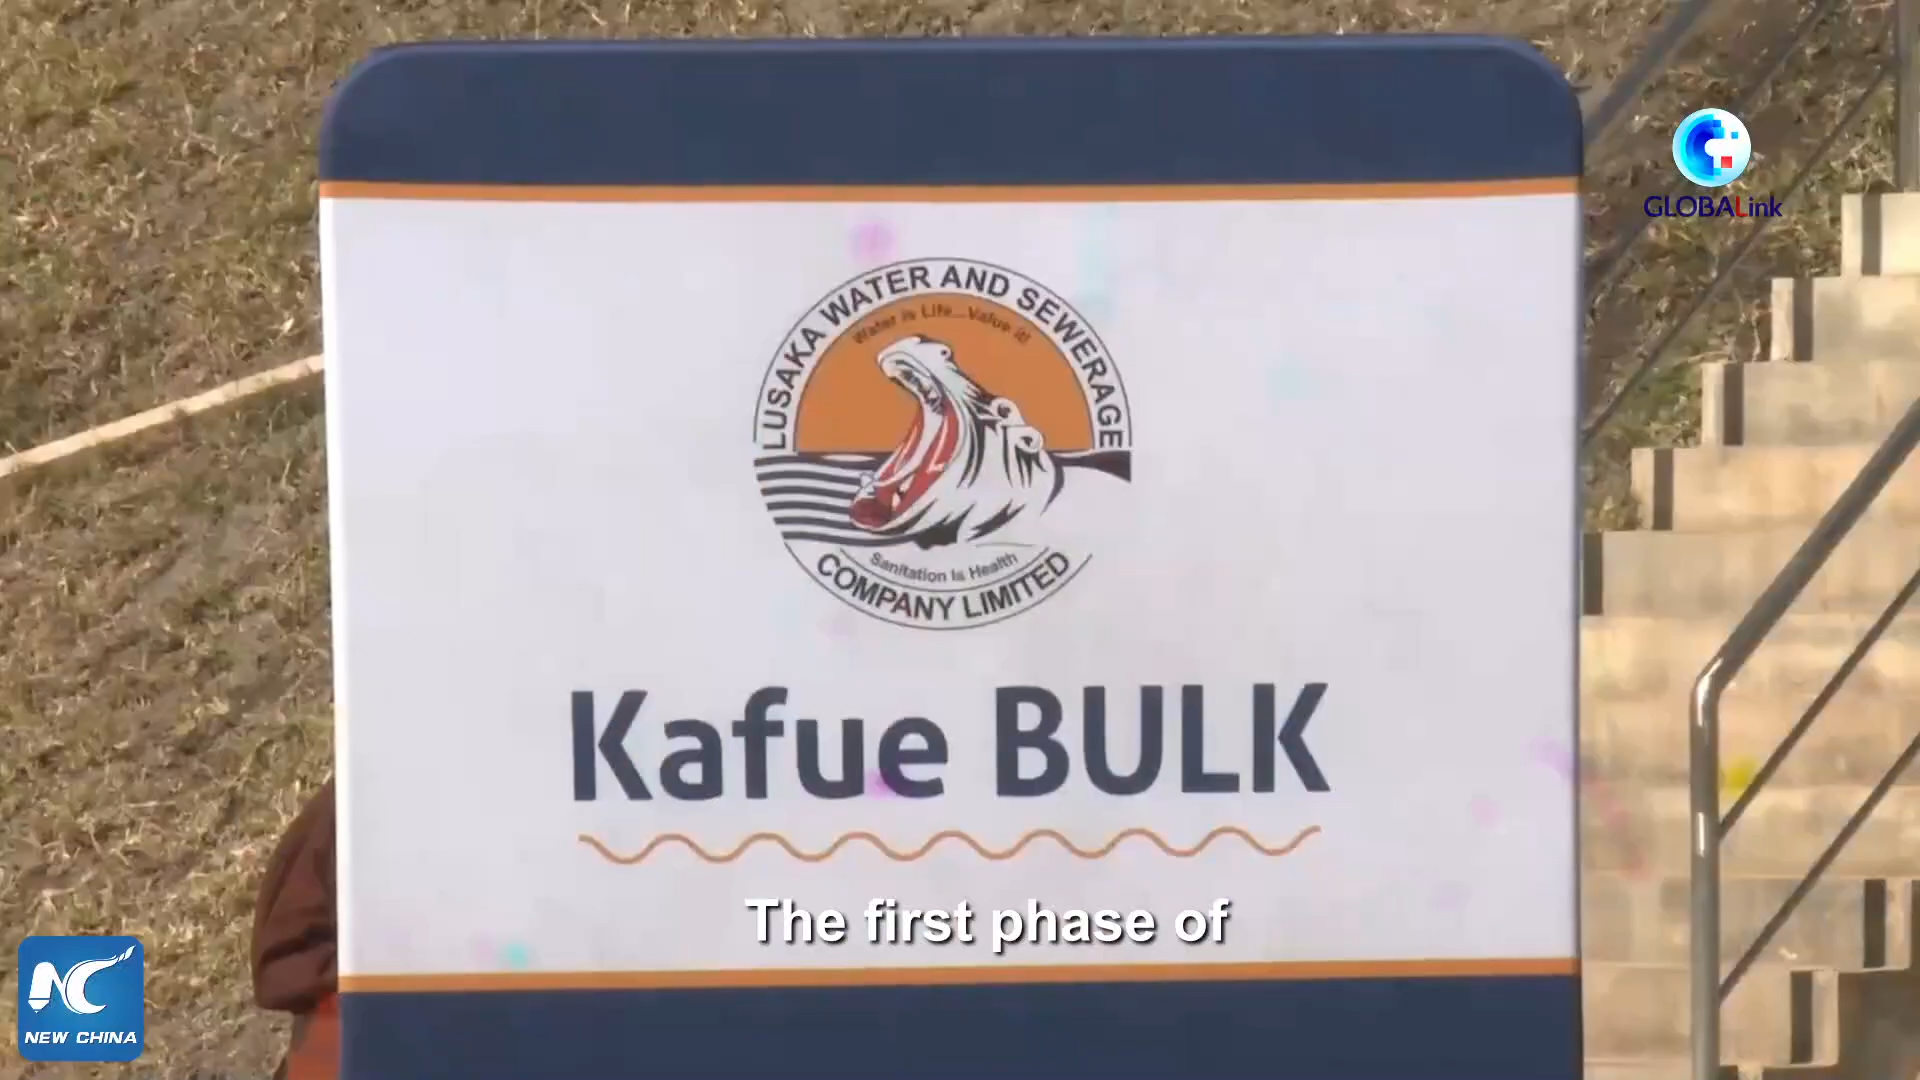 GLOBALink
LUSAKA WATER AND SEWERAGE
Water is Life...Value it!
Sanitation Is Health
COMPANY LIMITED
Kafue BULK
The first phase of
NC
NEW CHINA